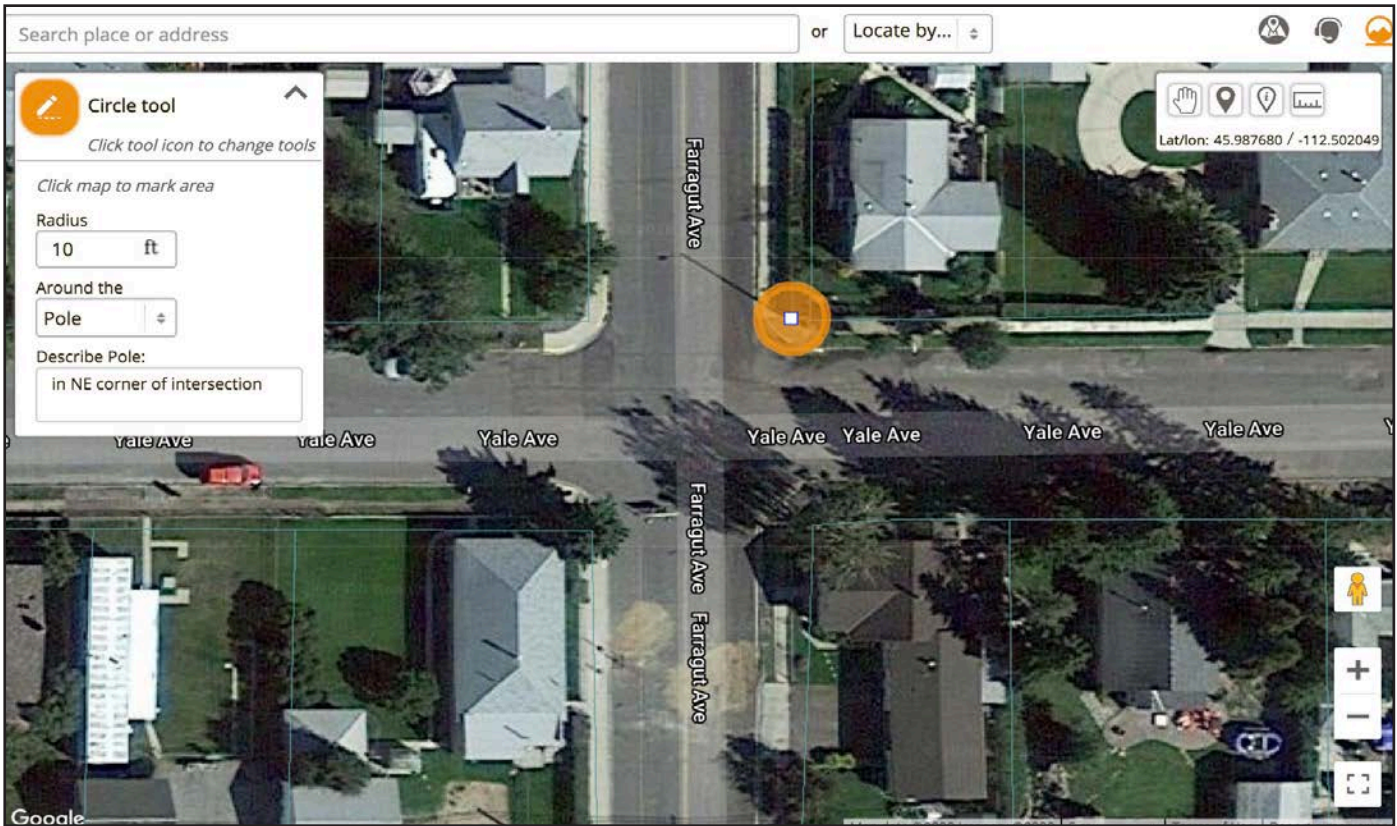 Search place or address
or
Locate by...
Circle tool
Click tool icon to change tools
Click map to mark area
Radius
10 ft
Around the
Pole
Describe Pole:
in NE corner of intersection
Lat/lon: 45.987680 / -112.502049
Farragut Ave
Yale Ave
Yale Ave
Yale Ave
Yale Ave
Yale Ave
Yale Ave
Yale Ave
Farragut Ave
Farragut Ave
Google